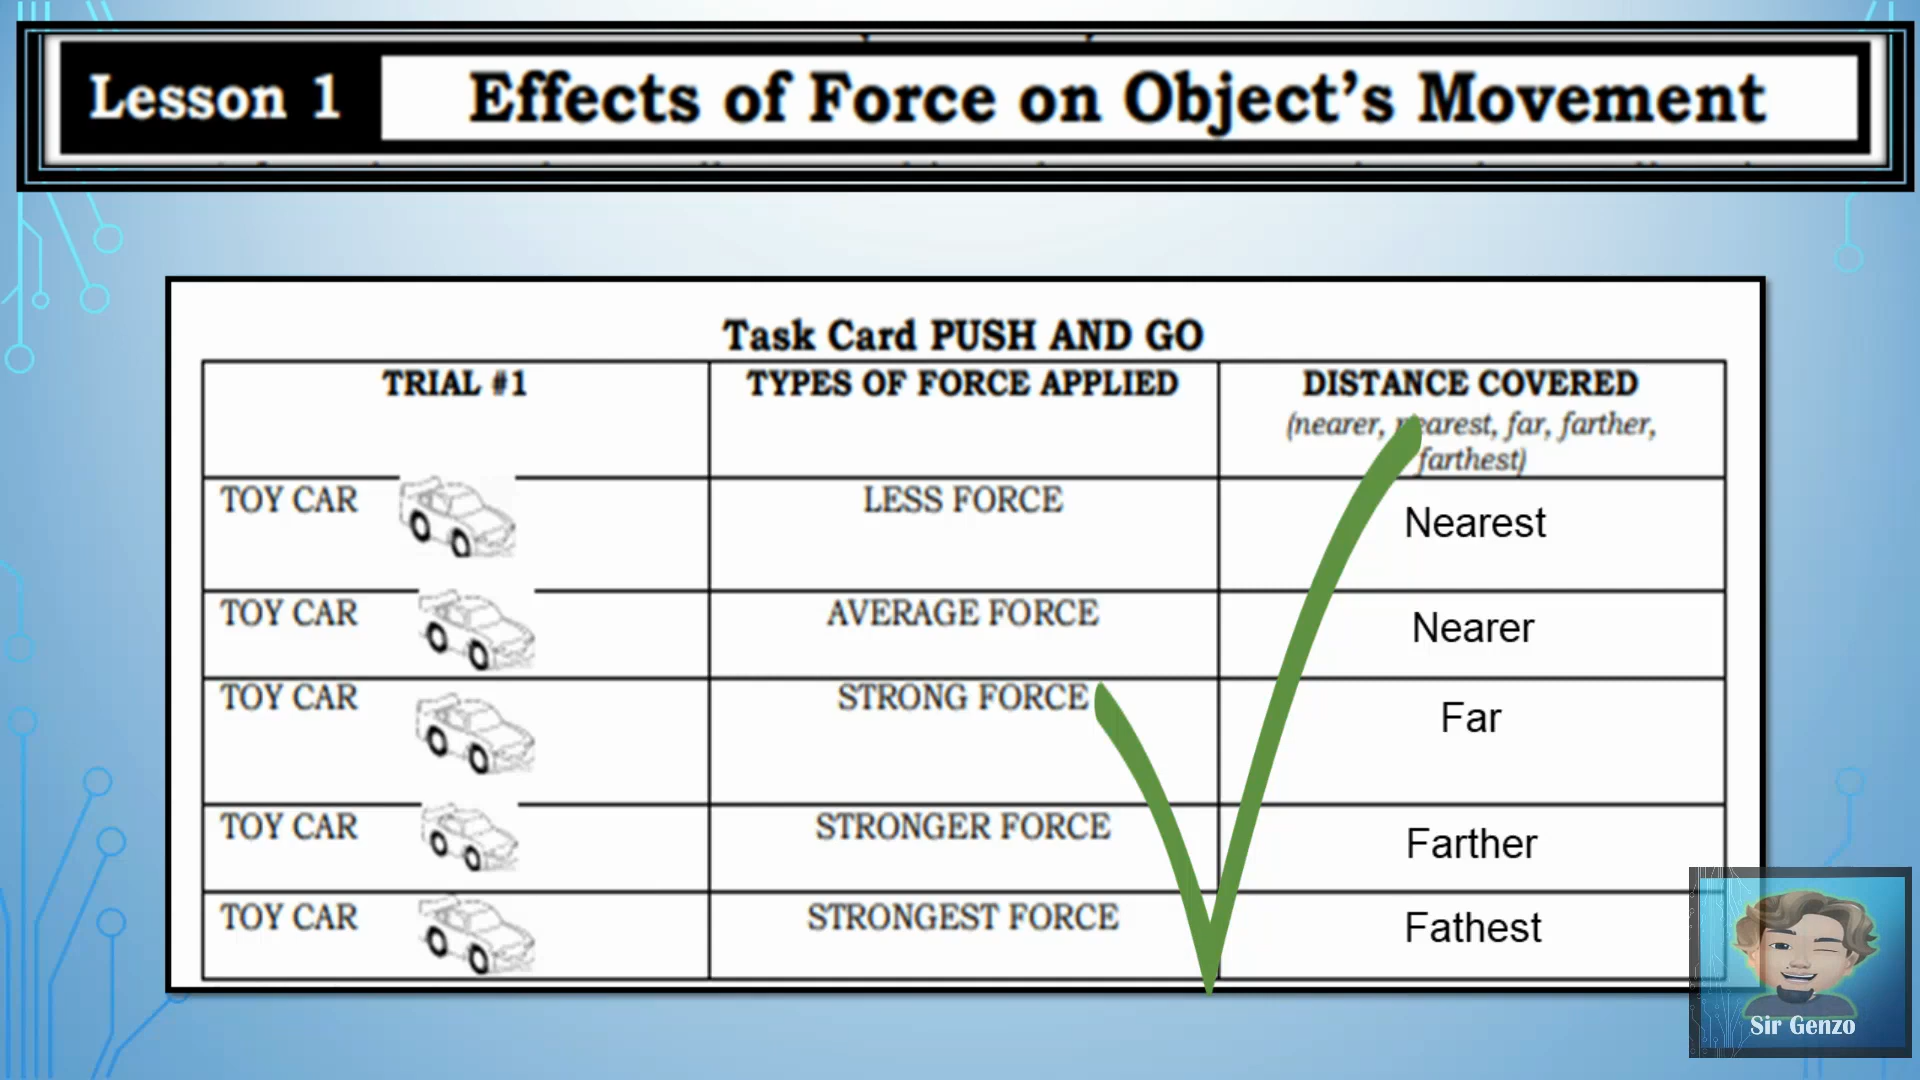 Lesson 1
Effects of Force on Object's Movement
Task Card PUSH AND GO
TRIAL #1
TYPES OF FORCE APPLIED
DISTANCE COVERED
(nearer, nearest, far, farther,
farthest)
TOY CAR
LESS FORCE
Nearest
TOY CAR
AVERAGE FORCE
Nearer
TOY CAR
STRONG FORCE
Far
TOY CAR
STRONGER FORCE
Farther
TOY CAR
STRONGEST FORCE
Fathest
Sir Genzo